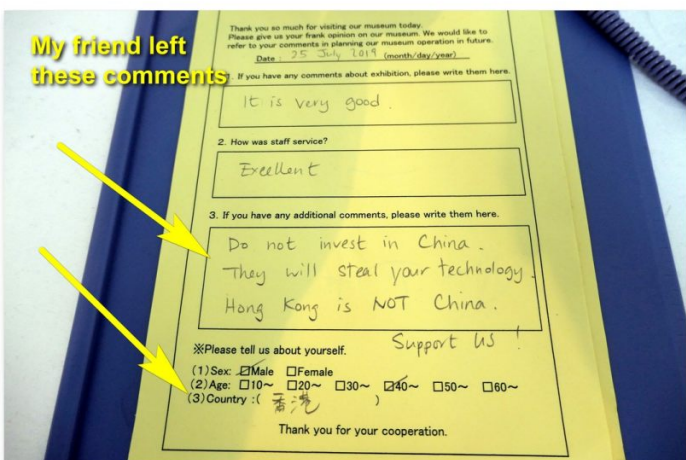 My friend left
these comments
Thank you so much for visiting our museum today.
Please give us your frank opinion on our museum. We would like to
refer to your comments in planning our museum operation in future.
Date : 25 July 2019 (month/day/year)
. If you have any comments about exhibition, please write them here.
It is very good.
2. How was staff service?
Excellent
3. If you have any additional comments, please write them here.
Do not invest in China.
They will steal your technology.
Hong Kong is NOT China.
Support us !
※Please tell us about yourself.
(1)Sex: ☑Male □Female
(2)Age: □10~ □20~ □30~ ☑40~ □50~ □60~
(3)Country :( 香港 )
Thank you for your cooperation.